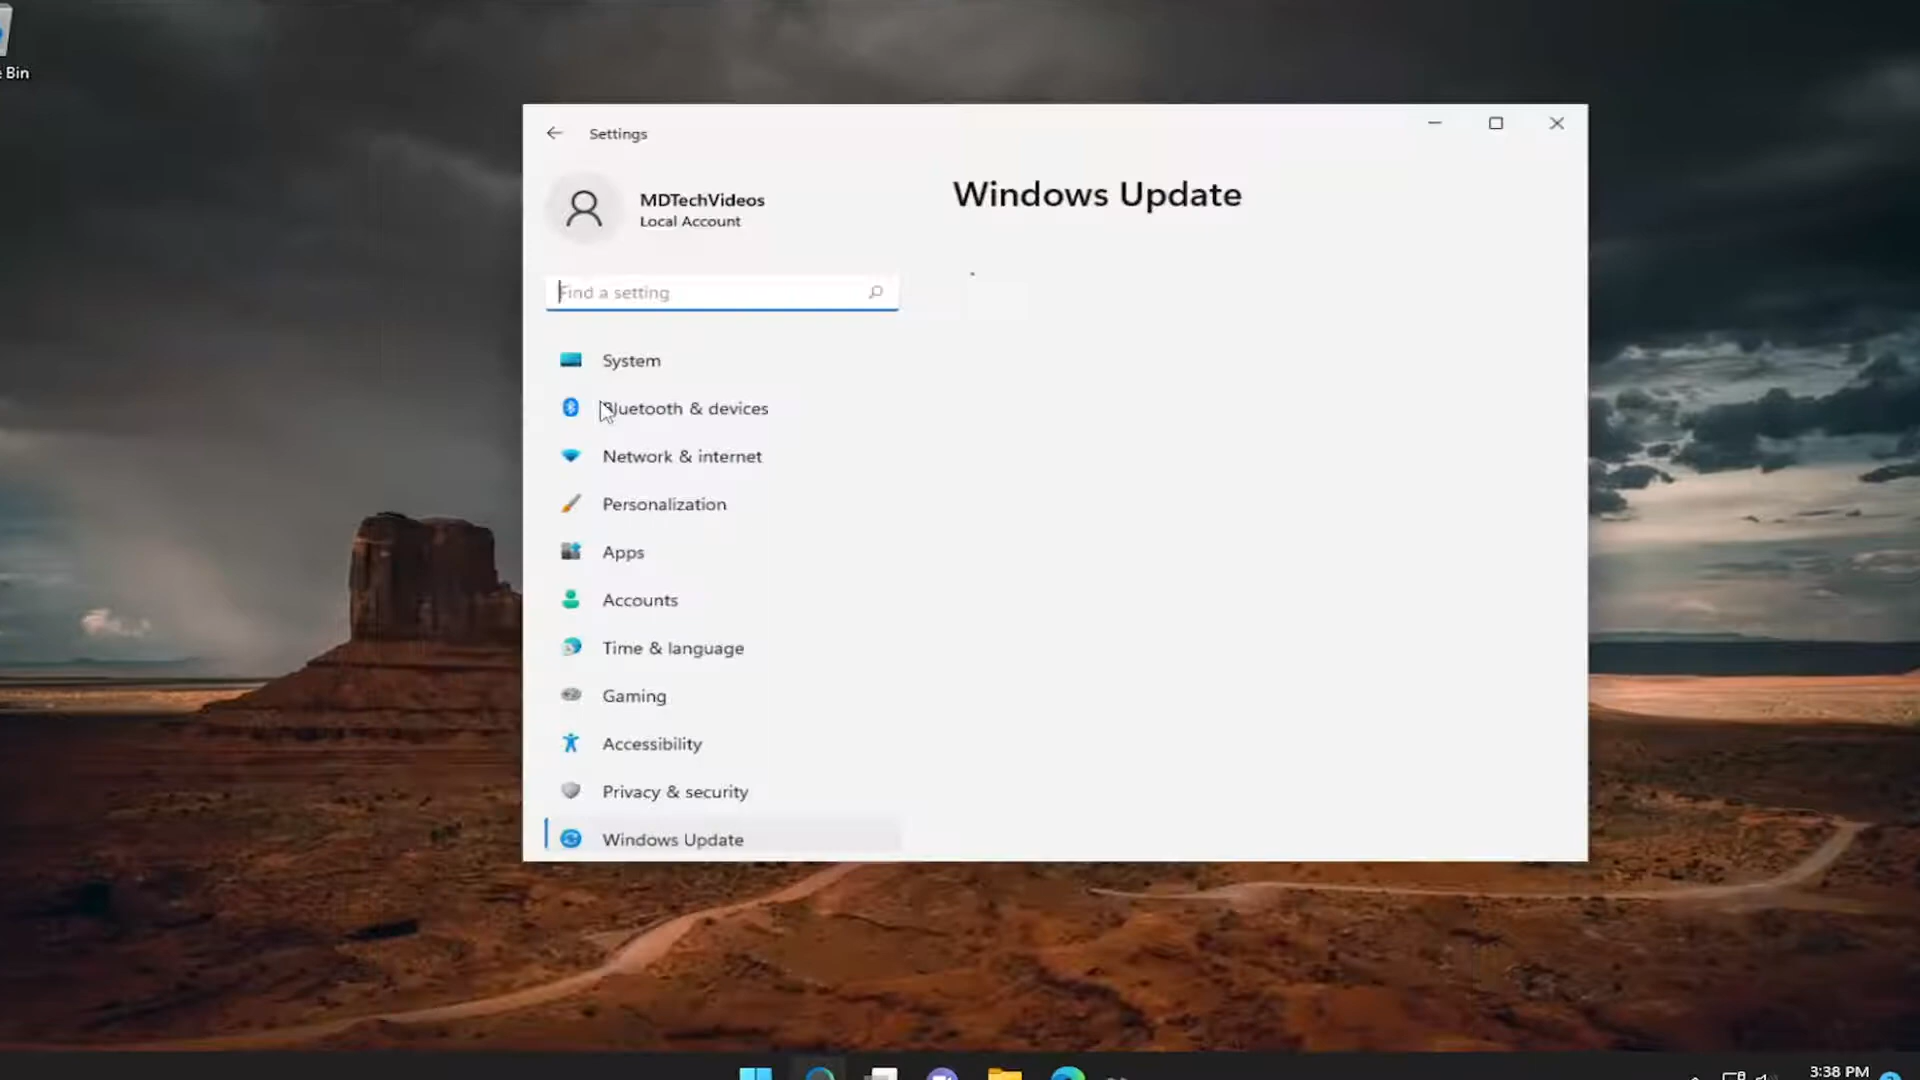 Bin
Settings
MDTechVideos
Local Account
Find a setting
System
Bluetooth & devices
Network & internet
Personalization
Apps
Accounts
Time & language
Gaming
Accessibility
Privacy & security
Windows Update
Windows Update
3:38 PM